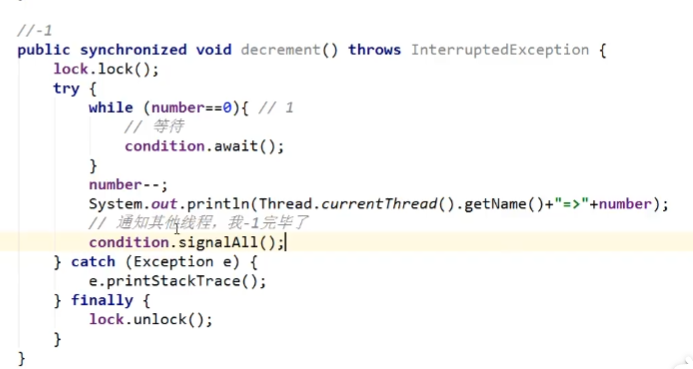 //-1
public synchronized void decrement() throws InterruptedException {
lock.lock();
try {
while (number==0){ // 1
// 等待
condition.await();
}
number--;
System.out.println(Thread.currentThread().getName()+"=>"+number);
// 通知其他线程，我-1完毕了
condition.signalAll();
} catch (Exception e) {
e.printStackTrace();
} finally {
lock.unlock();
}
}